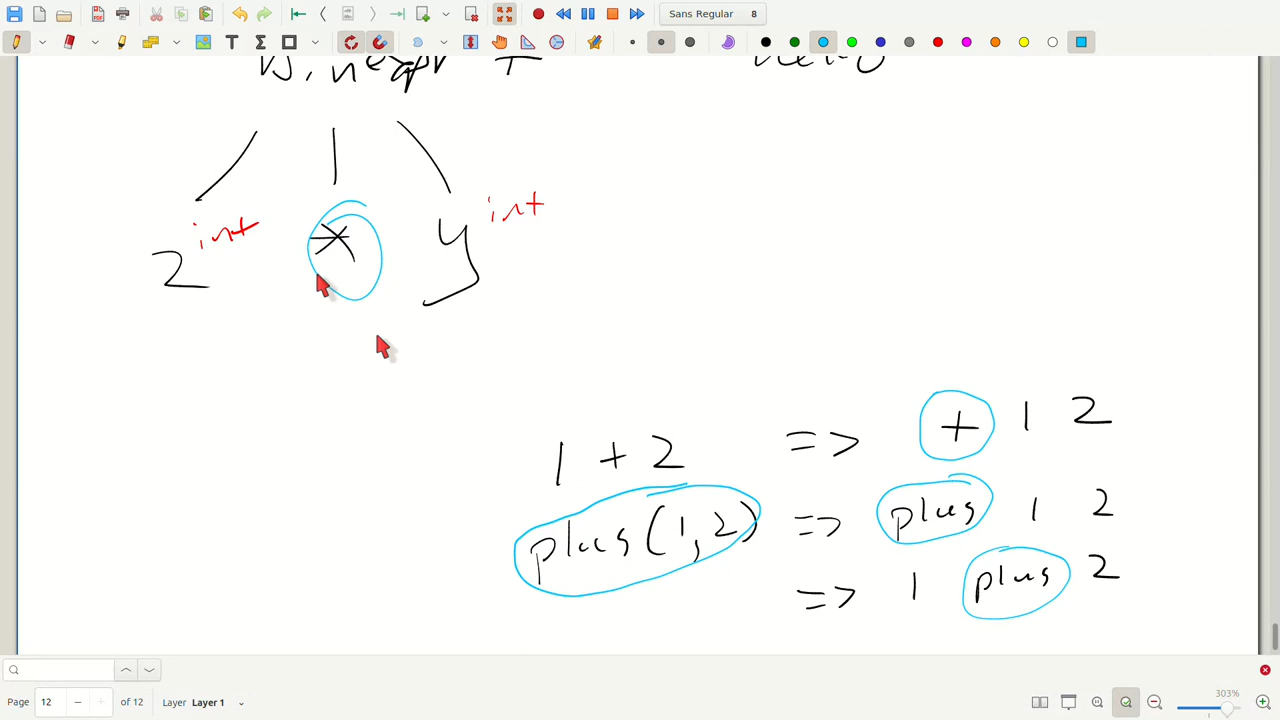 Sans Regular 8
int
int
2 * y
1 + 2 => + 1 2
plus(1,2) => plus 1 2
=> 1 plus 2
303%
Page 12 of 12 Layer Layer 1